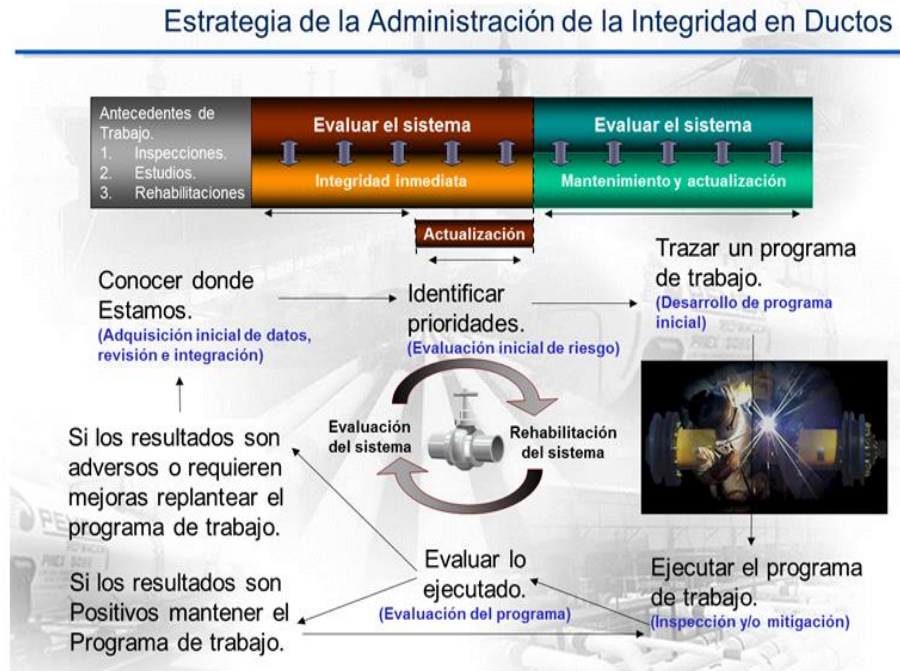 Estrategia de la Administración de la Integridad en Ductos
Antecedentes de
Trabajo.
1. Inspecciones.
2. Estudios.
3. Rehabilitaciones
Evaluar el sistema
Integridad inmediata
Evaluar el sistema
Mantenimiento y actualización
Actualización
Conocer donde
Estamos.
(Adquisición inicial de datos,
revisión e integración)
Identificar
prioridades.
(Evaluación inicial de riesgo)
Trazar un programa
de trabajo.
(Desarrollo de programa
inicial)
Evaluación
del sistema
Rehabilitación
del sistema
Si los resultados son
adversos o requieren
mejoras replantear el
programa de trabajo.
Evaluar lo
ejecutado.
(Evaluación del programa)
Ejecutar el programa
de trabajo.
(Inspección y/o mitigación)
Si los resultados son
Positivos mantener el
Programa de trabajo.